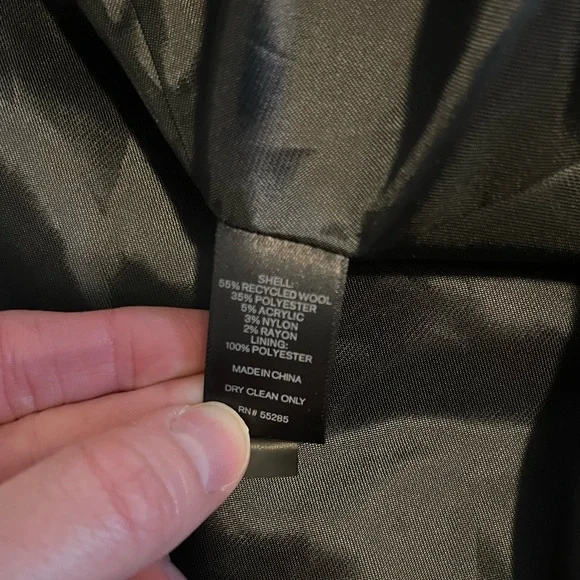 SHELL:
55% RECYCLED WOOL
35% POLYESTER
5% ACRYLIC
3% NYLON
2% RAYON
LINING:
100% POLYESTER
MADE IN CHINA
DRY CLEAN ONLY
RN# 55285